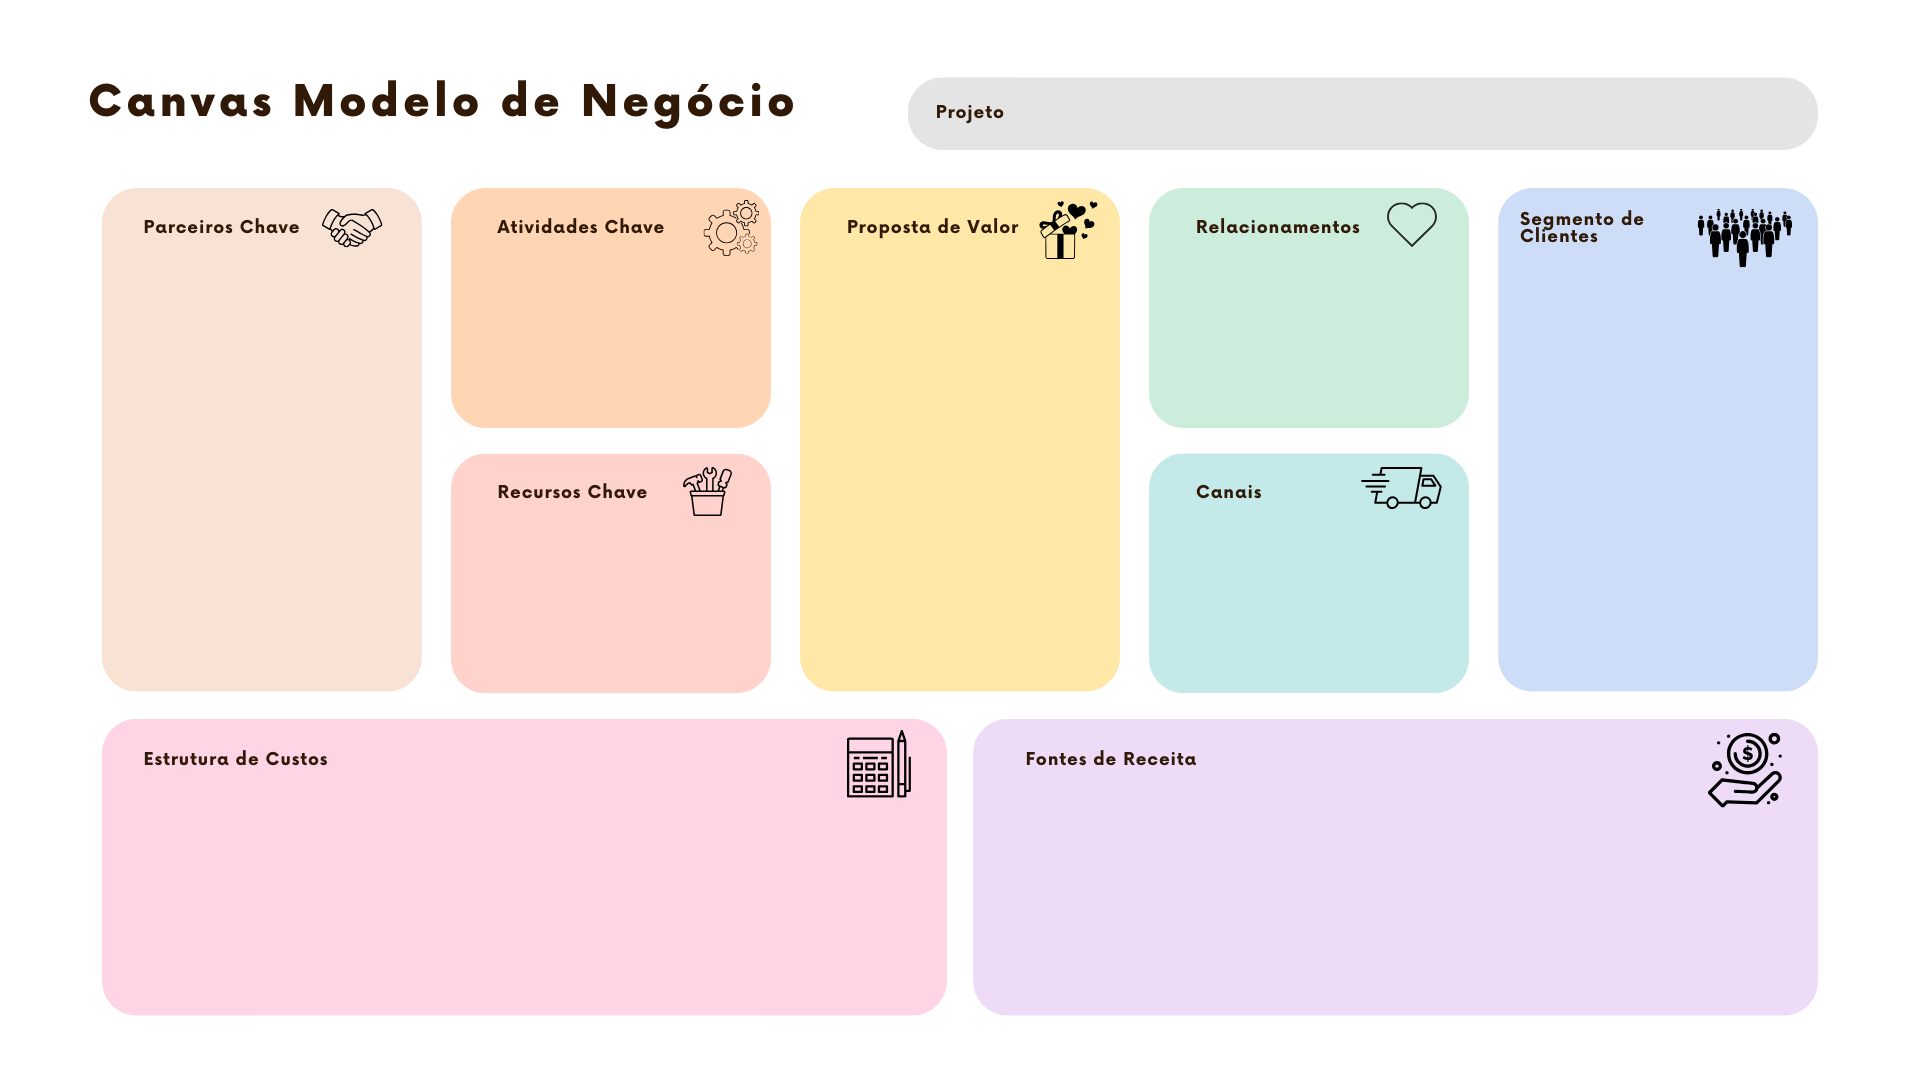 Canvas Modelo de Negócio
Projeto
Parceiros Chave
Atividades Chave
Proposta de Valor
Relacionamentos
Segmento de
Clientes
Recursos Chave
Canais
Estrutura de Custos
Fontes de Receita
$